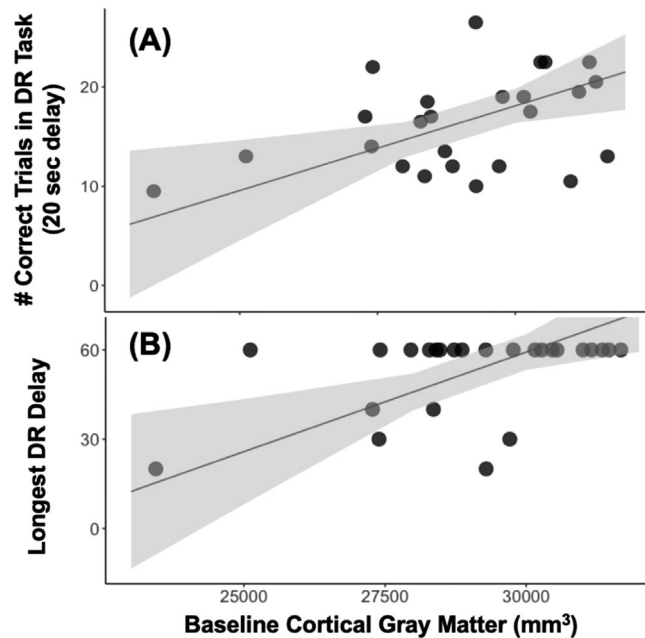 (A)
# Correct Trials in DR Task
(20 sec delay)
20
10
0
(B)
Longest DR Delay
60
30
0
25000 27500 30000
Baseline Cortical Gray Matter (mm³)